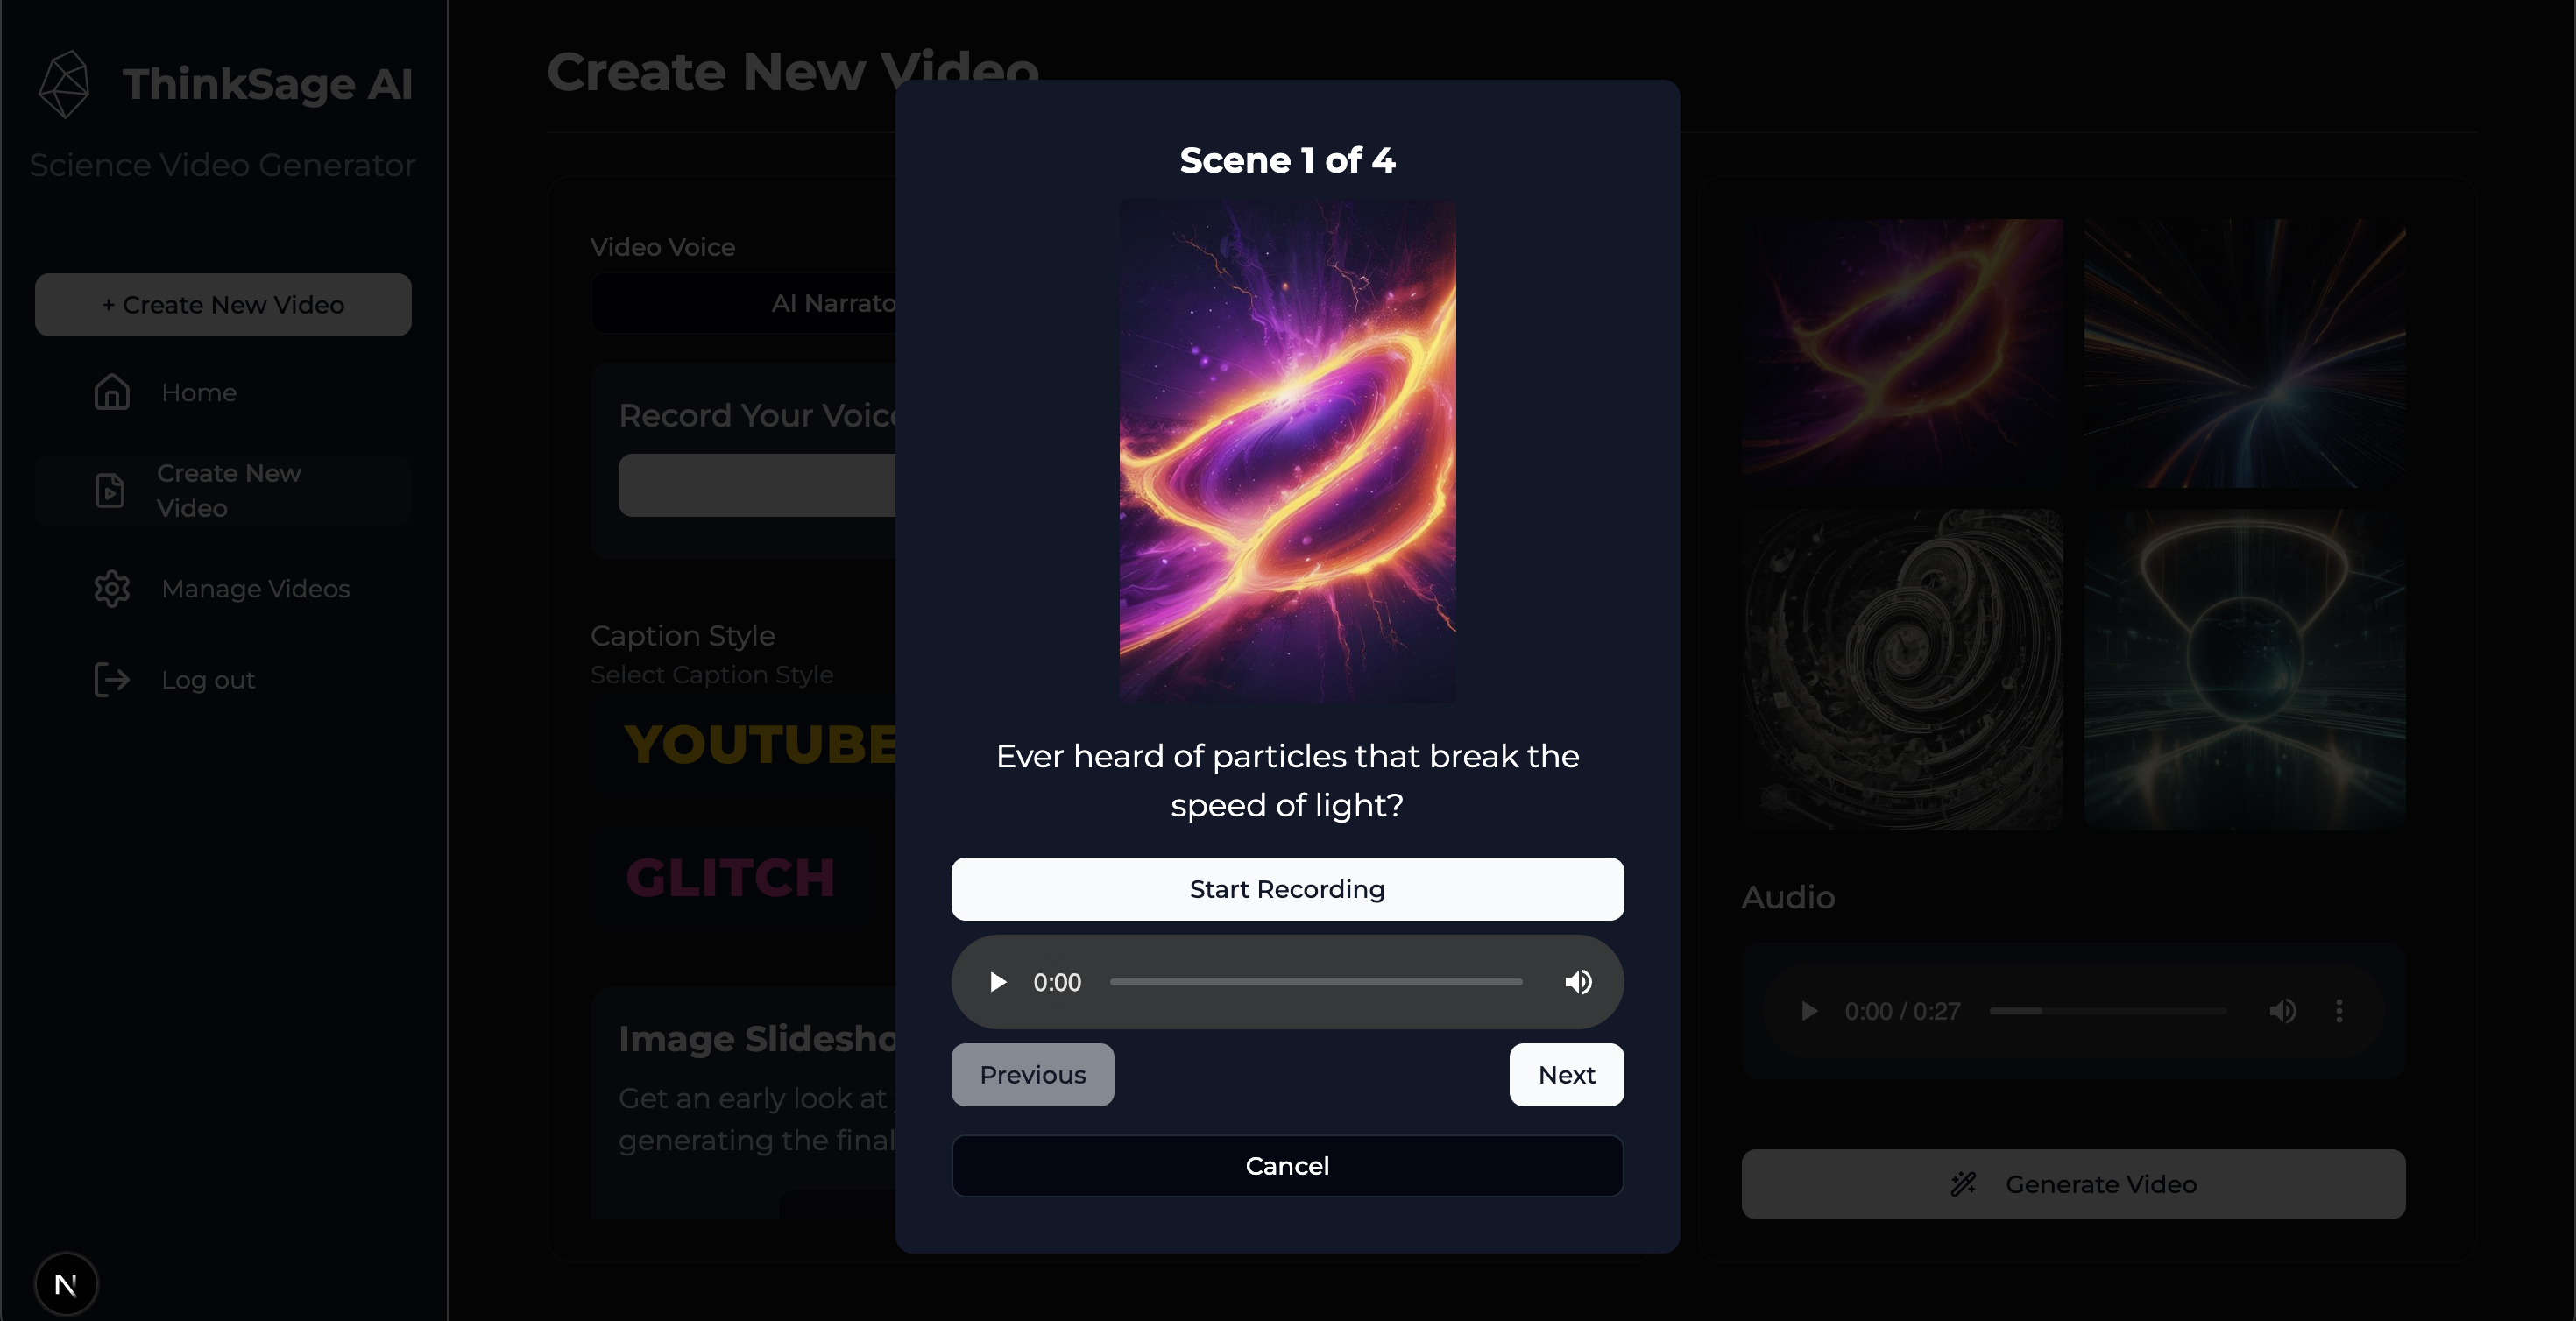 ThinkSage AI
Science Video Generator
+ Create New Video
Home
Create New
Video
Manage Videos
Log out
N
Create New Video
Video Voice
AI Narrato
Record Your Voice
Caption Style
Select Caption Style
YOUTUBE
GLITCH
Image Slidesho
Get an early look at
generating the final
Scene 1 of 4
Ever heard of particles that break the
speed of light?
Start Recording
0:00
Previous
Next
Cancel
Audio
0:00 / 0:27
Generate Video